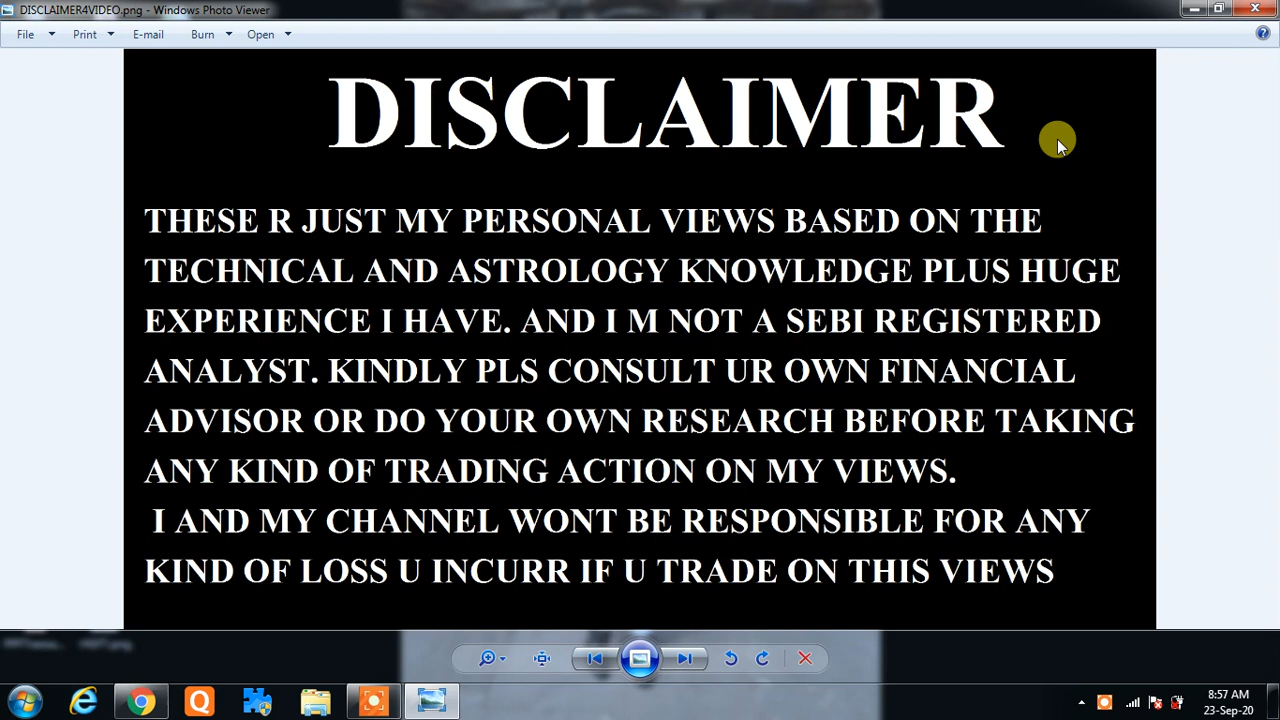 DISCLAIMER4VIDEO.png - Windows Photo Viewer
File Print E-mail Burn Open
DISCLAIMER
THESE R JUST MY PERSONAL VIEWS BASED ON THE
TECHNICAL AND ASTROLOGY KNOWLEDGE PLUS HUGE
EXPERIENCE I HAVE. AND I M NOT A SEBI REGISTERED
ANALYST. KINDLY PLS CONSULT UR OWN FINANCIAL
ADVISOR OR DO YOUR OWN RESEARCH BEFORE TAKING
ANY KIND OF TRADING ACTION ON MY VIEWS.
I AND MY CHANNEL WONT BE RESPONSIBLE FOR ANY
KIND OF LOSS U INCURR IF U TRADE ON THIS VIEWS
8:57 AM
23-Sep-20